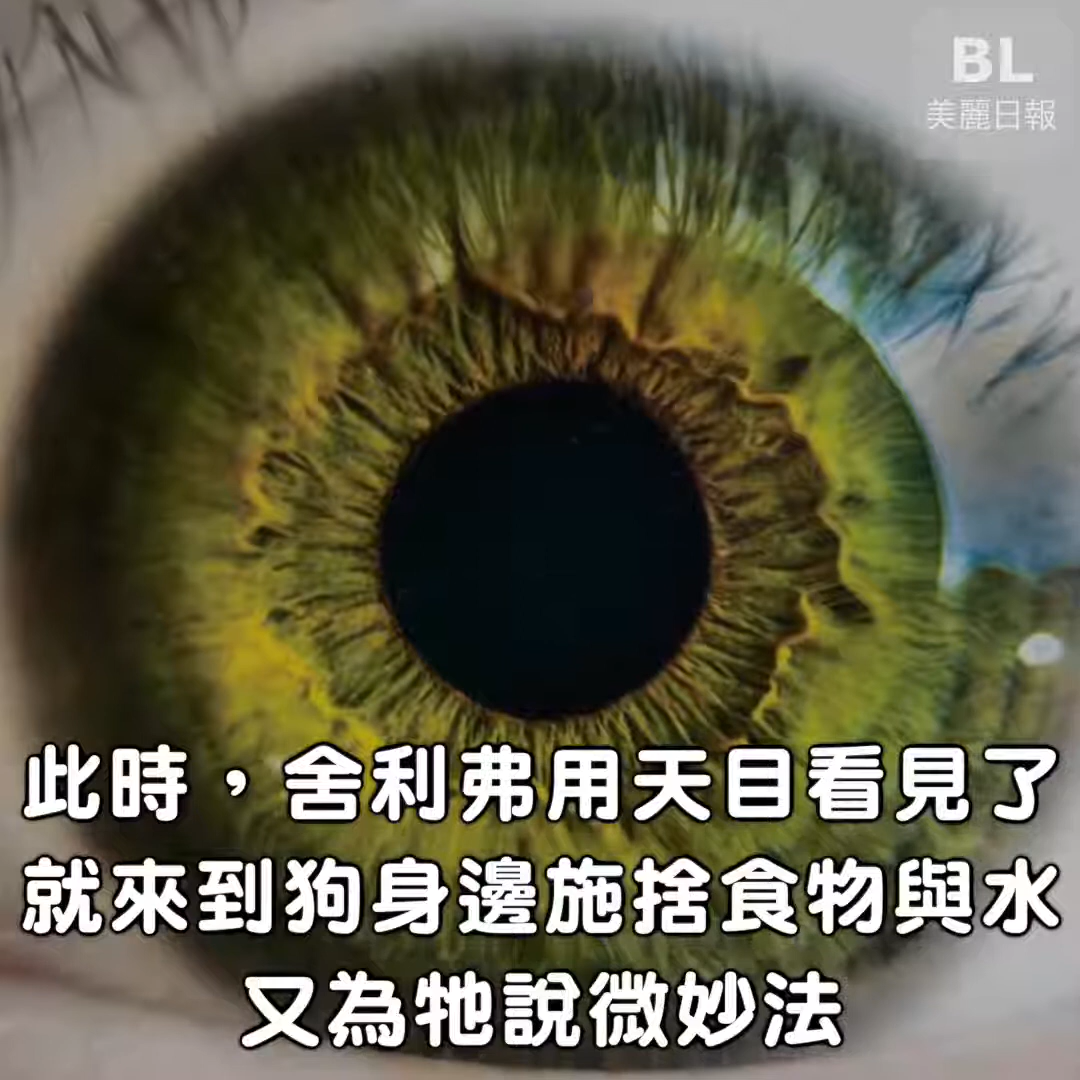 BL
美麗日報
此時，舍利弗用天目看見了
就來到狗身邊施捨食物與水
又為牠說微妙法